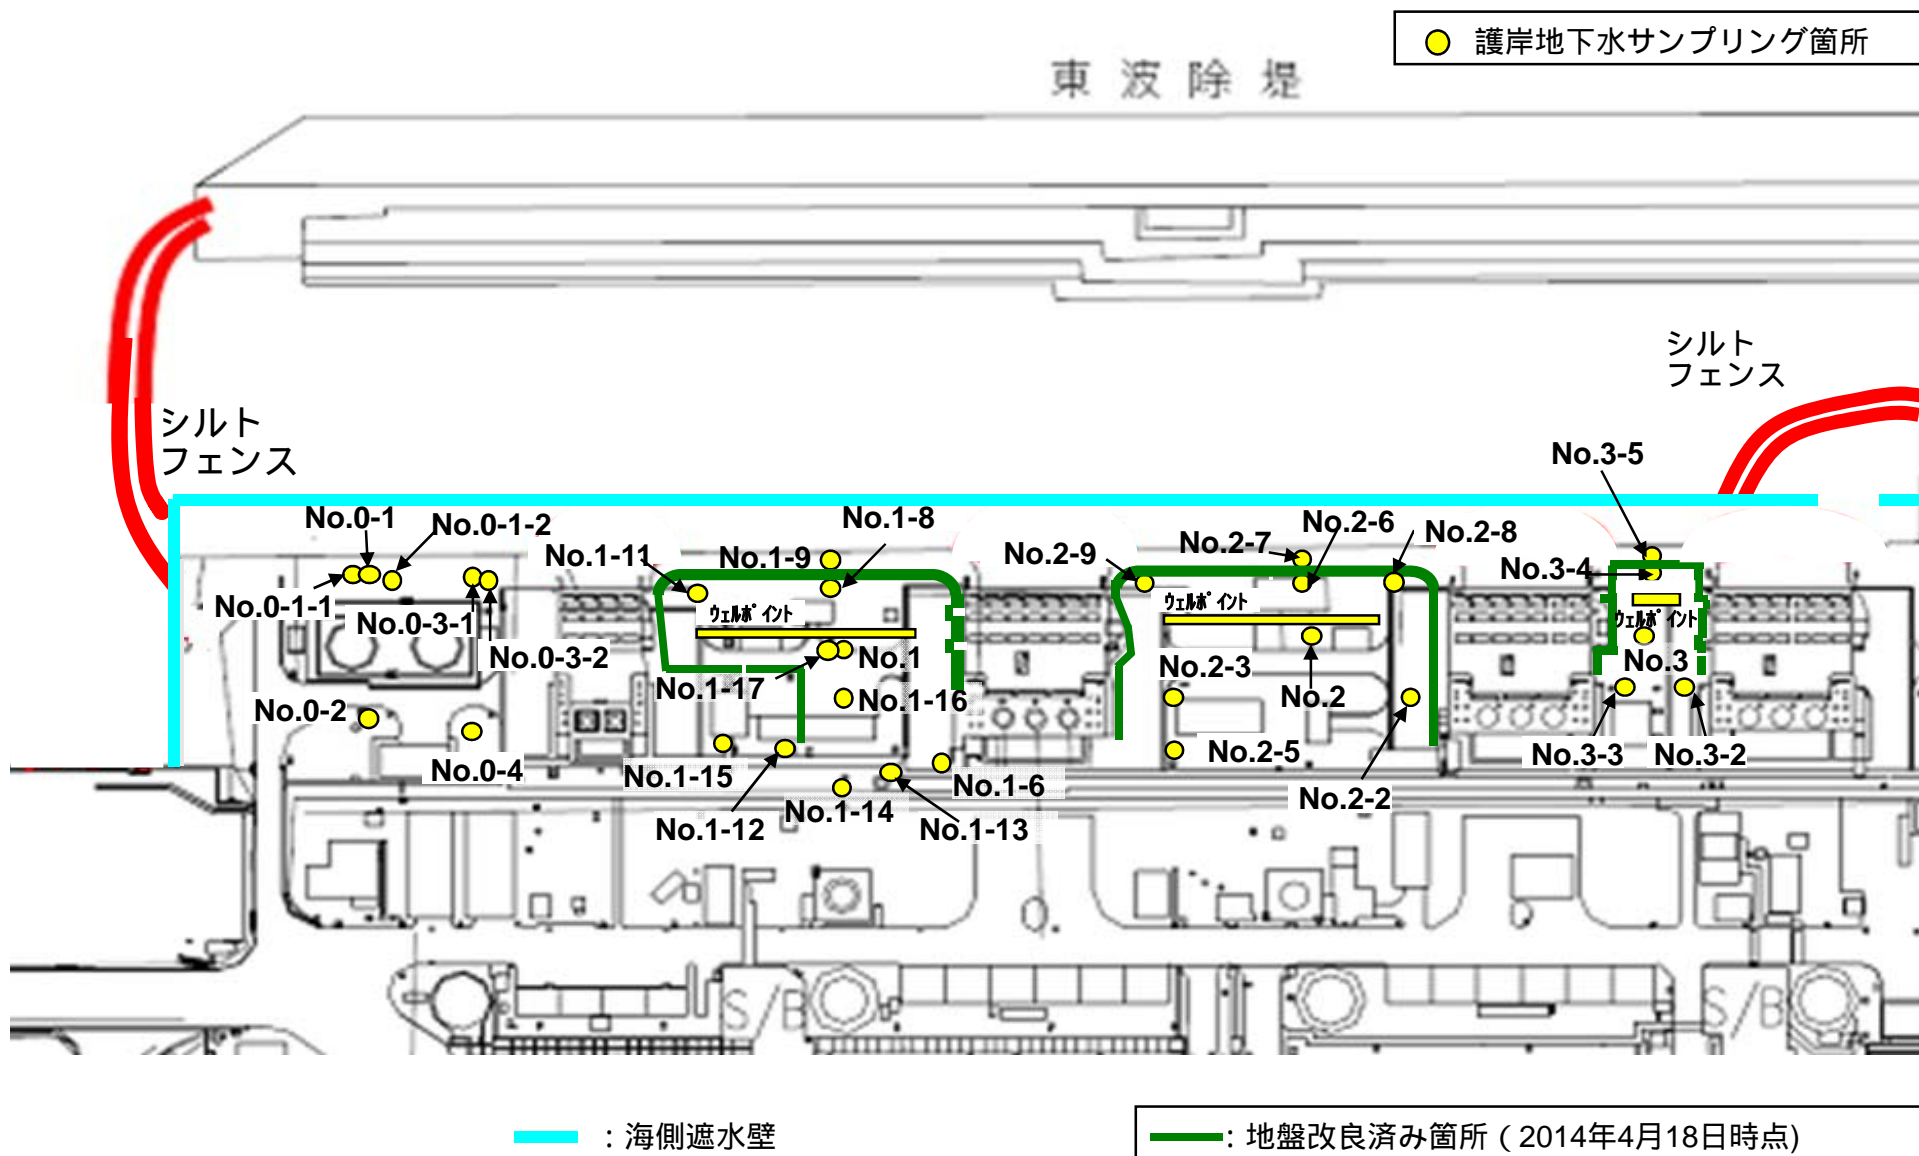 護岸地下水サンプリング箇所
東波除堤
シルト
フェンス
シルト
フェンス
No.3-5
No.0-1
No.0-1-2
No.1-8
No.2-6
No.2-8
No.1-11
No.1-9
No.2-9
No.2-7
No.3-4
No.0-1-1
No.0-3-1
ウェルポイント
ウェルポイント
ウェルポイント
No.0-3-2
No.1
No.2-3
No.3
No.1-17
No.1-16
No.2
No.0-2
No.0-4
No.1-15
No.1-6
No.2-5
No.3-3
No.3-2
No.2-2
No.1-14
No.1-12
No.1-13
S/B
S/B
：海側遮水壁
：地盤改良済み箇所（2014年4月18日時点)